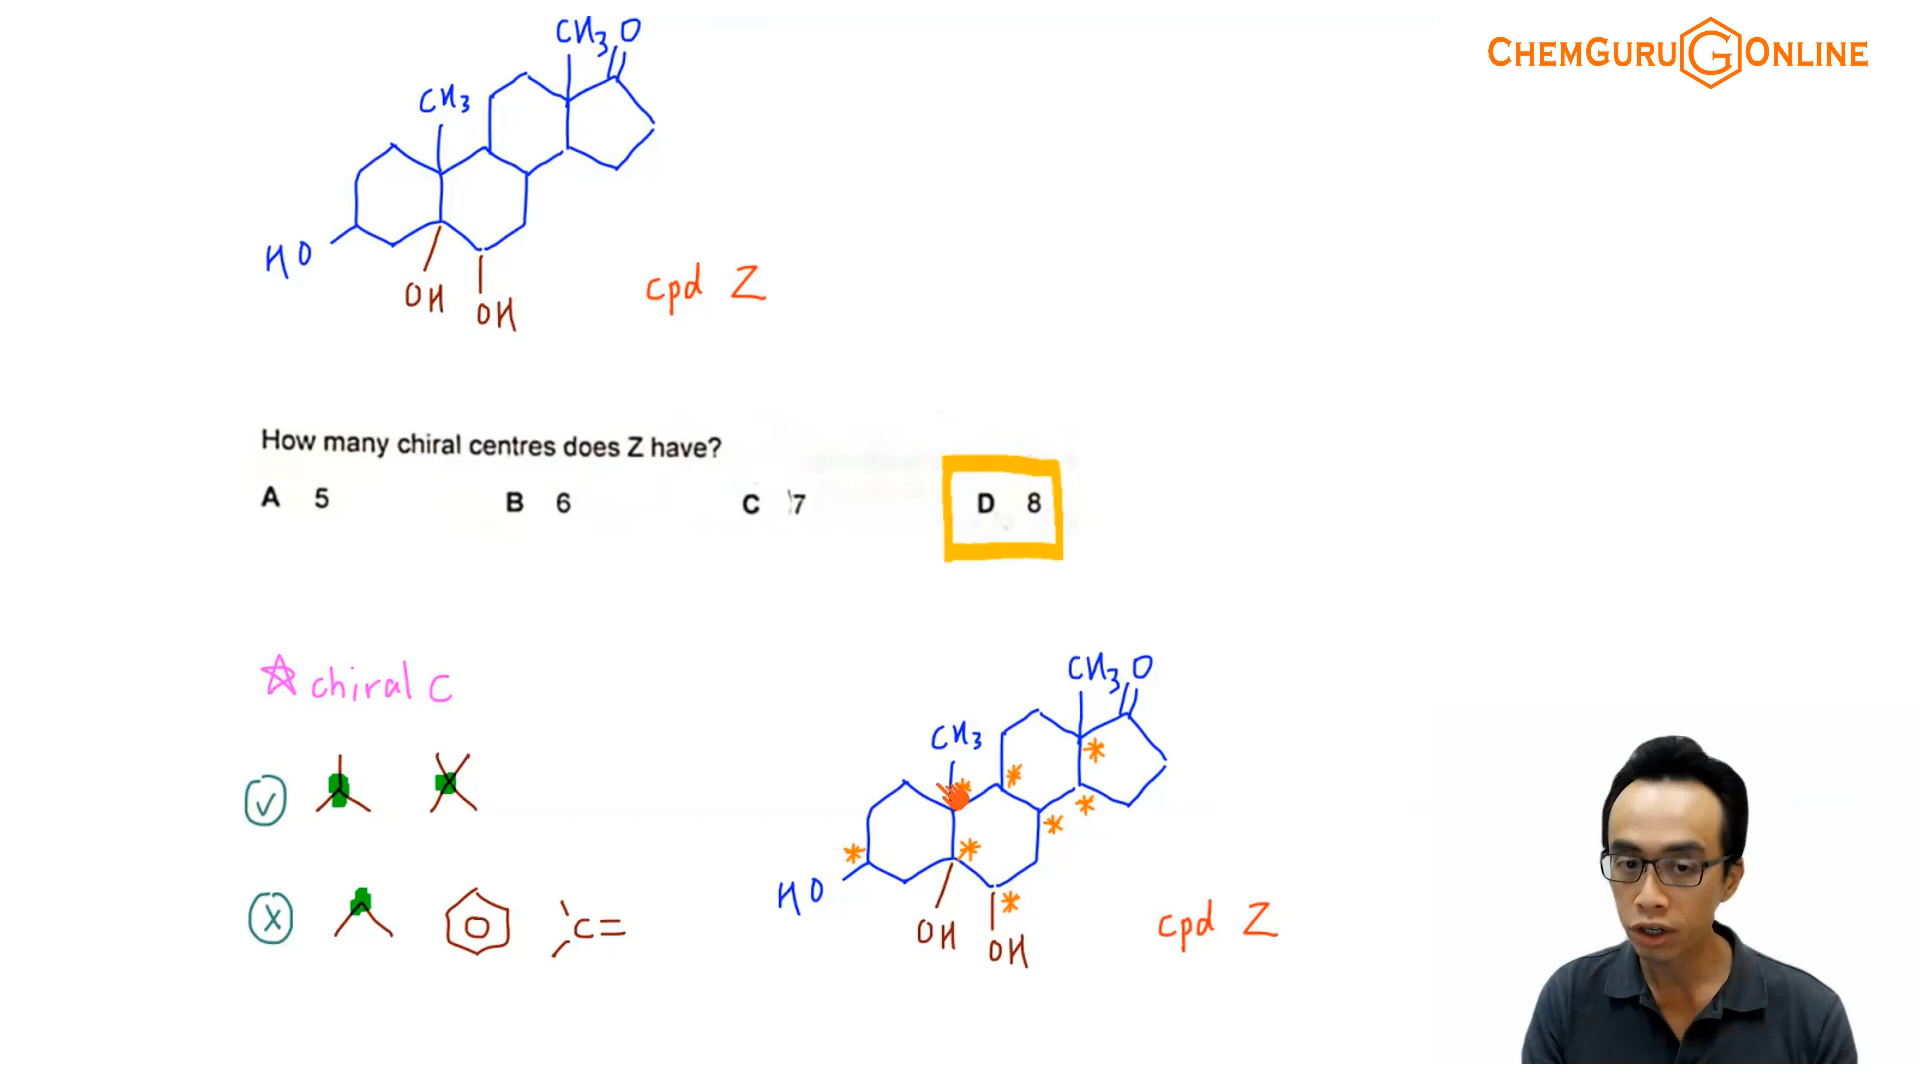 CHEMGURU G ONLINE
CH3 O
CH3
HO
OH
OH
cpd Z
How many chiral centres does Z have?
A 5 B 6 C 7 D 8
chiral C
CH3 O
CH3
HO
OH
OH
cpd Z
C=